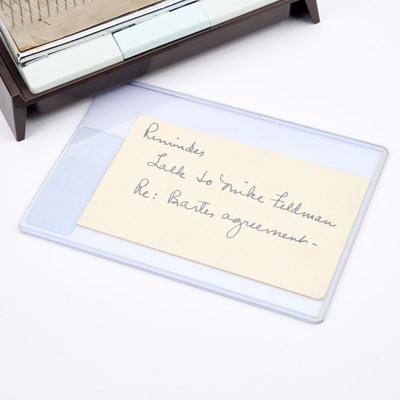 Reminder
Talk to Mike Feldman
Re: Barter agreement-